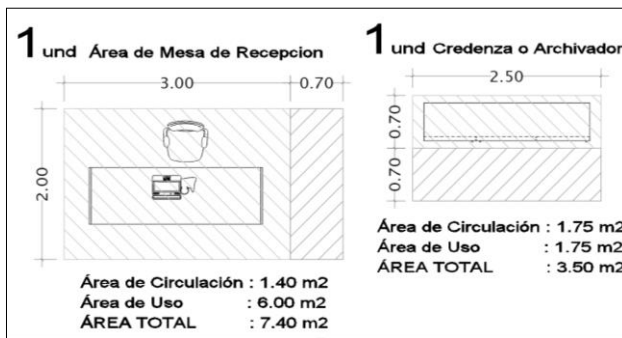 1 und Área de Mesa de Recepcion
3.00 0.70
2.00
Área de Circulación : 1.40 m2
Área de Uso : 6.00 m2
ÁREA TOTAL : 7.40 m2
1 und Credenza o Archivador
2.50
0.70
0.70
Área de Circulación : 1.75 m2
Área de Uso : 1.75 m2
ÁREA TOTAL : 3.50 m2